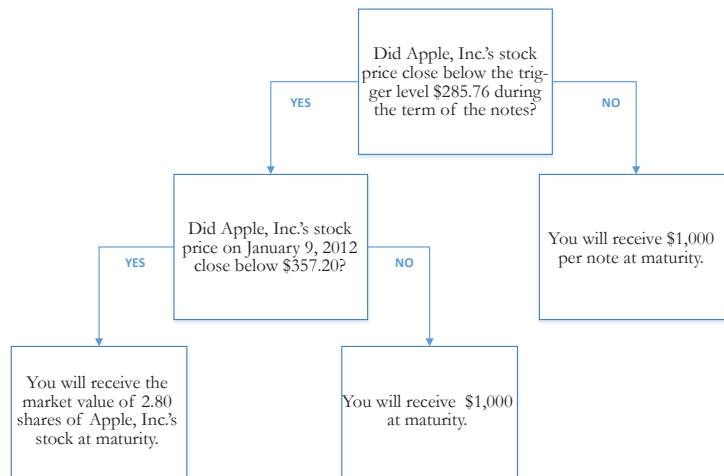 Did Apple, Inc.'s stock
price close below the trig-
ger level $285.76 during
the term of the notes?
YES
NO
Did Apple, Inc.'s stock
price on January 9, 2012
close below $357.20?
You will receive $1,000
per note at maturity.
YES
NO
You will receive the
market value of 2.80
shares of Apple, Inc.'s
stock at maturity.
You will receive $1,000
at maturity.